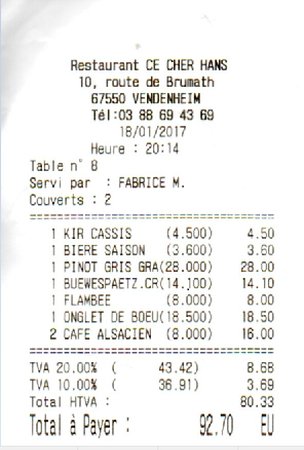 Restaurant CE CHER HANS
10, route de Brumath
67550 VENDENHEIM
Tél:03 88 69 43 69
18/01/2017
Heure : 20:14
Table n° 8
Servi par : FABRICE M.
Couverts : 2
1 KIR CASSIS (4.500) 4.50
1 BIERE SAISON (3.600) 3.60
1 PINOT GRIS GRA(28.000) 28.00
1 BUEWESPAETZ.CR(14.100) 14.10
1 FLAMBEE (8.000) 8.00
1 ONGLET DE BOEU(18.500) 18.50
2 CAFE ALSACIEN (8.000) 16.00
TVA 20.00% ( 43.42) 8.68
TVA 10.00% ( 36.91) 3.69
Total HTVA : 80.33
Total à Payer : 92.70 EU